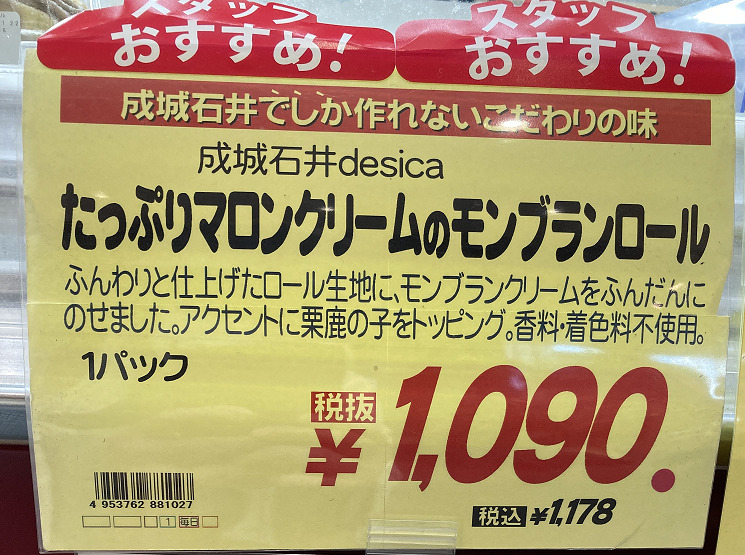 スタッフ おすすめ!
スタッフ おすすめ!
成城石井でしか作れないこだわりの味
成城石井desica
たっぷりマロンクリームのモンブランロール
ふんわりと仕上げたロール生地に、モンブランクリームをふんだんに
のせました。アクセントに栗鹿の子をトッピング。香料・着色料不使用。
1パック
税抜
¥1,090.
税込 ¥1,178
4 953762 881027
1 毎日